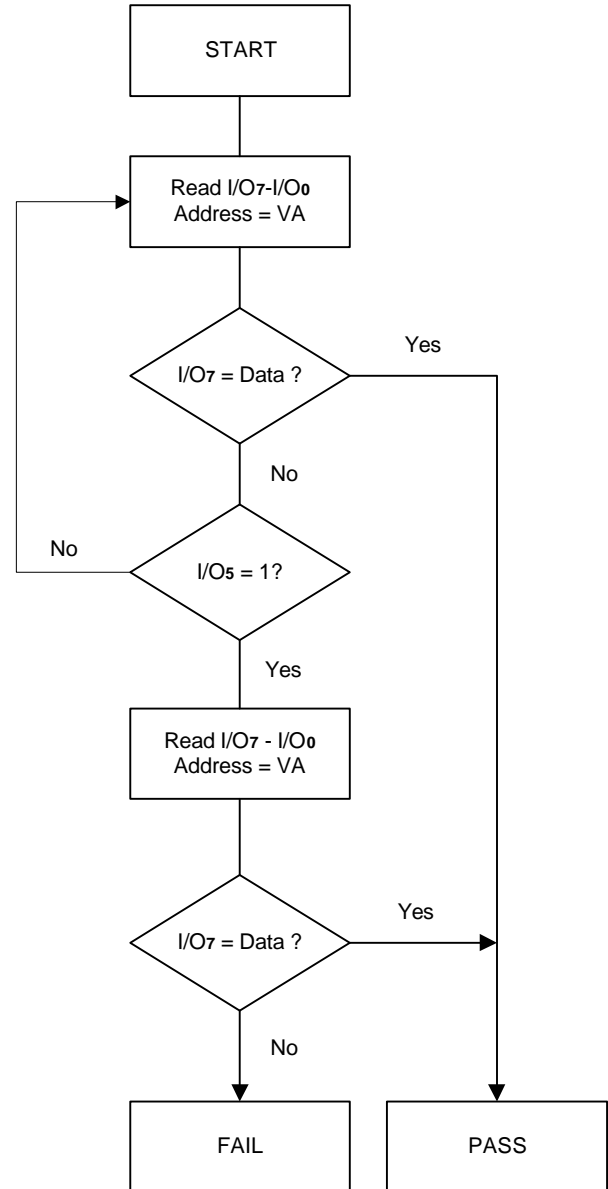 START
Read I/O7-I/O0
Address = VA
Yes
I/O7 = Data ?
No
No
I/O5 = 1?
Yes
Read I/O7 - I/O0
Address = VA
Yes
I/O7 = Data ?
No
FAIL
PASS